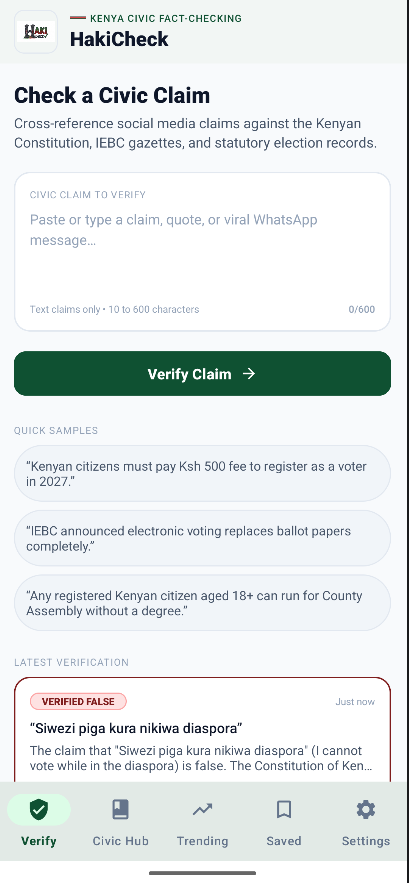 HAKI
KENYA CIVIC FACT-CHECKING
HakiCheck
Check a Civic Claim
Cross-reference social media claims against the Kenyan
Constitution, IEBC gazettes, and statutory election records.
CIVIC CLAIM TO VERIFY
Paste or type a claim, quote, or viral WhatsApp
message...
Text claims only • 10 to 600 characters
0/600
Verify Claim →
QUICK SAMPLES
“Kenyan citizens must pay Ksh 500 fee to register as a voter
in 2027.”
“IEBC announced electronic voting replaces ballot papers
completely.”
“Any registered Kenyan citizen aged 18+ can run for County
Assembly without a degree.”
LATEST VERIFICATION
VERIFIED FALSE
Just now
“Siwezi piga kura nikiwa diaspora”
The claim that "Siwezi piga kura nikiwa diaspora" (I cannot
vote while in the diaspora) is false. The Constitution of Ken...
Verify
Civic Hub
Trending
Saved
Settings